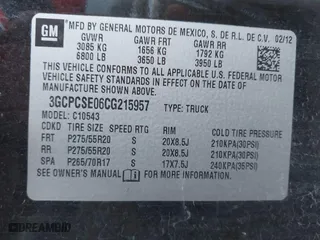 GM
MFD BY GENERAL MOTORS DE MEXICO, S. DE R.L. DE C.V. 02/12
GVWR GAWR FRT GAWR RR
3085 KG 1656 KG 1792 KG
6800 LB 3650 LB 3950 LB
THIS VEHICLE CONFORMS TO ALL APPLICABLE
U.S. FEDERAL MOTOR VEHICLE SAFETY
STANDARDS IN EFFECT ON THE DATE OF
MANUFACTURE SHOWN ABOVE.
3GCPCSE06CG215957 TYPE: TRUCK
MODEL: C10543
TIRE SIZE SPEED RTG RIM COLD TIRE PRESSURE
FRT P275/55R20 S 20X8.5J 210KPA(30PSI)
RR P275/55R20 S 20X8.5J 210KPA(30PSI)
SPA P265/70R17 S 17X7.5J 240KPA(35PSI)
SEE OWNER'S MANUAL FOR ADDITIONAL INFORMATION.